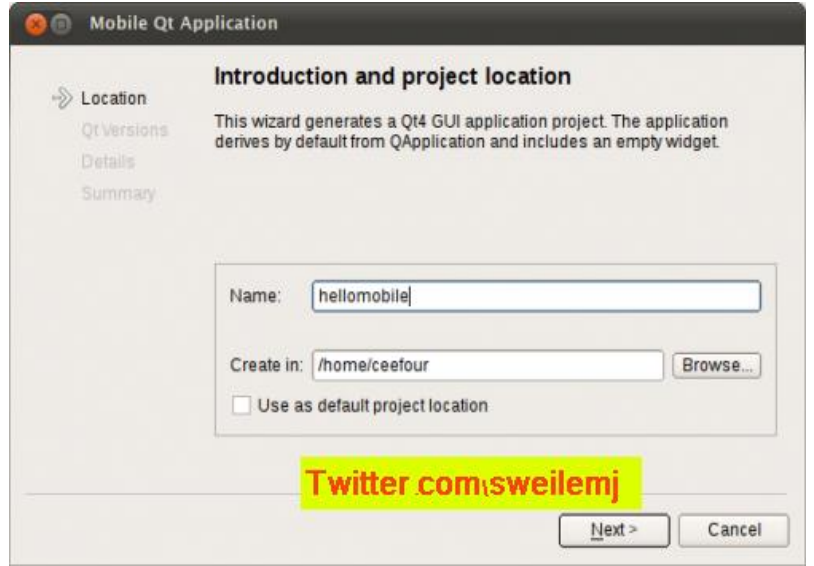 Mobile Qt Application
Location
Qt Versions
Details
Summary
Introduction and project location
This wizard generates a Qt4 GUI application project. The application
derives by default from QApplication and includes an empty widget.
Name: hellomobile
Create in: /home/ceefour Browse...
Use as default project location
Twitter.com\sweilemj
Next > Cancel